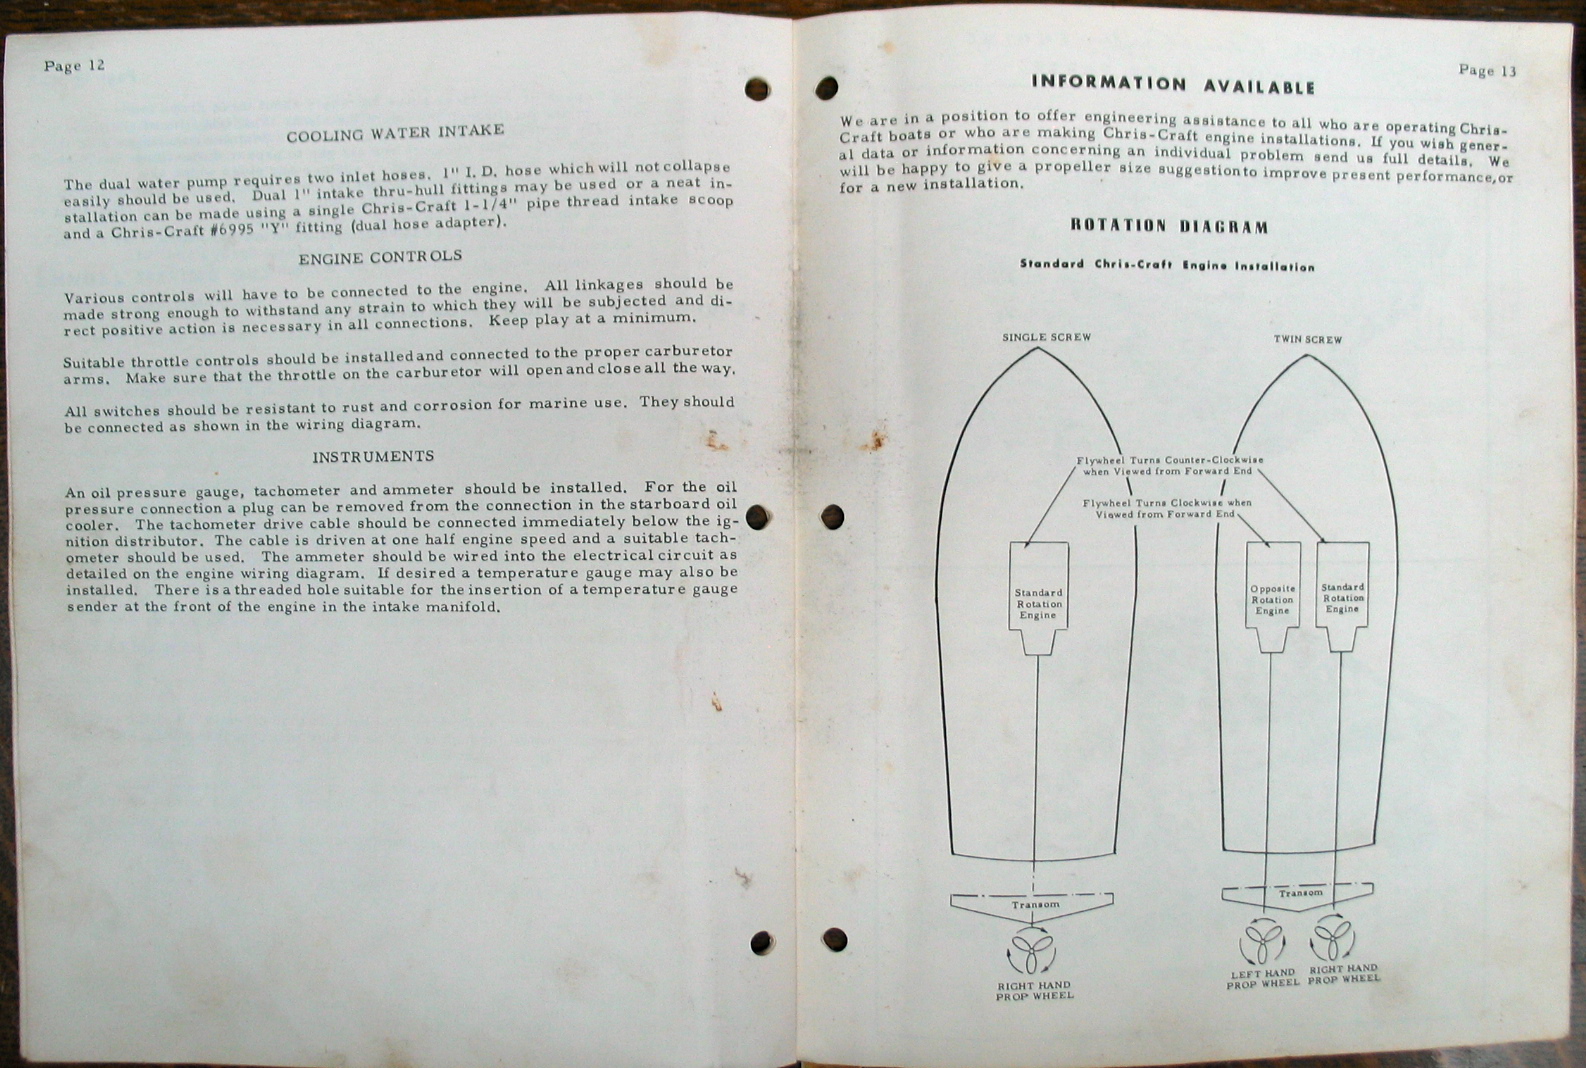 Page 12
COOLING WATER INTAKE
The dual water pump requires two inlet hoses. 1" I. D. hose which will not collapse
easily should be used. Dual 1" intake thru-hull fittings may be used or a neat in-
stallation can be made using a single Chris-Craft 1-1/4" pipe thread intake scoop
and a Chris-Craft #6995 "Y" fitting (dual hose adapter).
ENGINE CONTROLS
Various controls will have to be connected to the engine. All linkages should be
made strong enough to withstand any strain to which they will be subjected and di-
rect positive action is necessary in all connections. Keep play at a minimum.
Suitable throttle controls should be installed and connected to the proper carburetor
arms. Make sure that the throttle on the carburetor will open and close all the way.
All switches should be resistant to rust and corrosion for marine use. They should
be connected as shown in the wiring diagram.
INSTRUMENTS
An oil pressure gauge, tachometer and ammeter should be installed. For the oil
pressure connection a plug can be removed from the connection in the starboard oil
cooler. The tachometer drive cable should be connected immediately below the ig-
nition distributor. The cable is driven at one half engine speed and a suitable tach-
ometer should be used. The ammeter should be wired into the electrical circuit as
detailed on the engine wiring diagram. If desired a temperature gauge may also be
installed. There is a threaded hole suitable for the insertion of a temperature gauge
sender at the front of the engine in the intake manifold.
Page 13
INFORMATION AVAILABLE
We are in a position to offer engineering assistance to all who are operating Chris-
Craft boats or who are making Chris-Craft engine installations. If you wish gener-
al data or information concerning an individual problem send us full details. We
will be happy to give a propeller size suggestion to improve present performance, or
for a new installation.
ROTATION DIAGRAM
Standard Chris-Craft Engine Installation
SINGLE SCREW
TWIN SCREW
Flywheel Turns Counter-Clockwise
when Viewed from Forward End
Flywheel Turns Clockwise when
Viewed from Forward End
Standard
Rotation
Engine
Opposite
Rotation
Engine
Standard
Rotation
Engine
Transom
Transom
RIGHT HAND
PROP WHEEL
LEFT HAND
PROP WHEEL
RIGHT HAND
PROP WHEEL